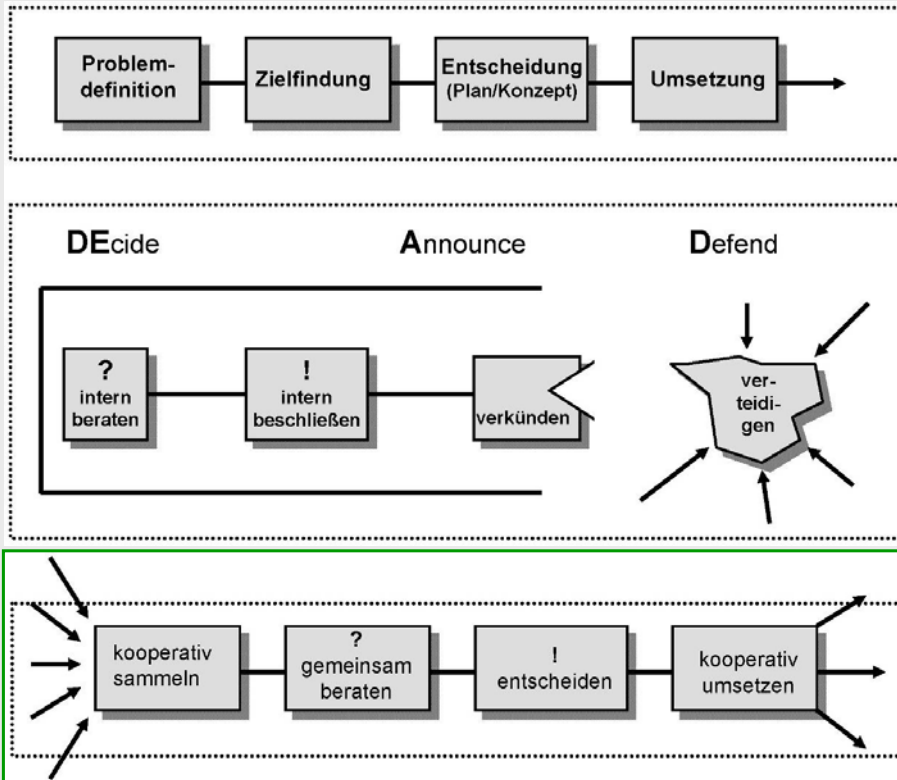 Problem-
definition
Zielfindung
Entscheidung
(Plan/Konzept)
Umsetzung
DEcide
Announce
Defend
?
intern
beraten
!
intern
beschließen
verkünden
ver-
teidi-
gen
kooperativ
sammeln
?
gemeinsam
beraten
!
entscheiden
kooperativ
umsetzen